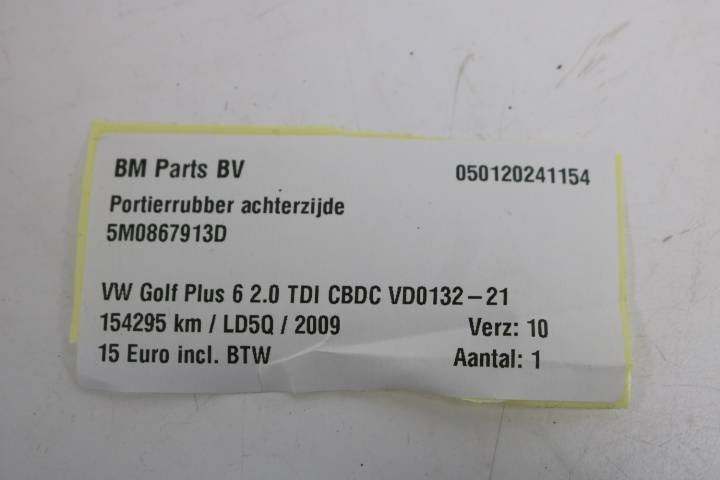 BM Parts BV 050120241154
Portierrubber achterzijde
5M0867913D
VW Golf Plus 6 2.0 TDI CBDC VD0132-21
154295 km / LD5Q / 2009 Verz: 10
15 Euro incl. BTW Aantal: 1